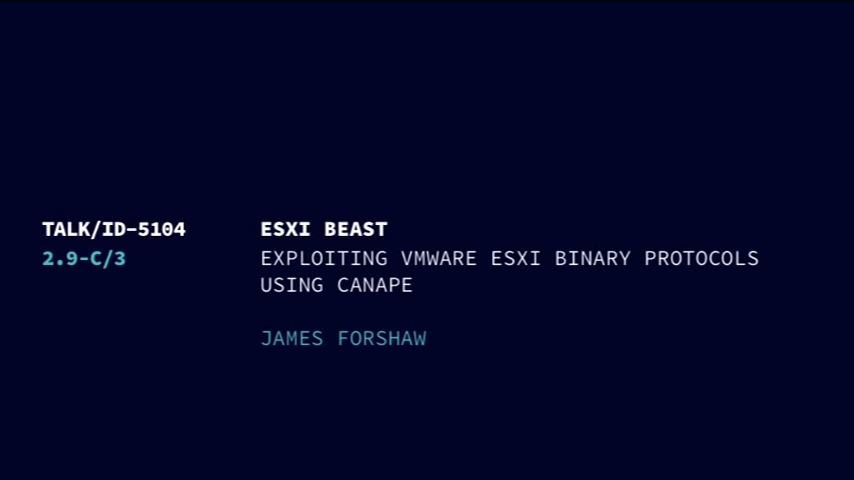 TALK/ID-5104
2.9-C/3
ESXI BEAST
EXPLOITING VMWARE ESXI BINARY PROTOCOLS
USING CANAPE
JAMES FORSHAW